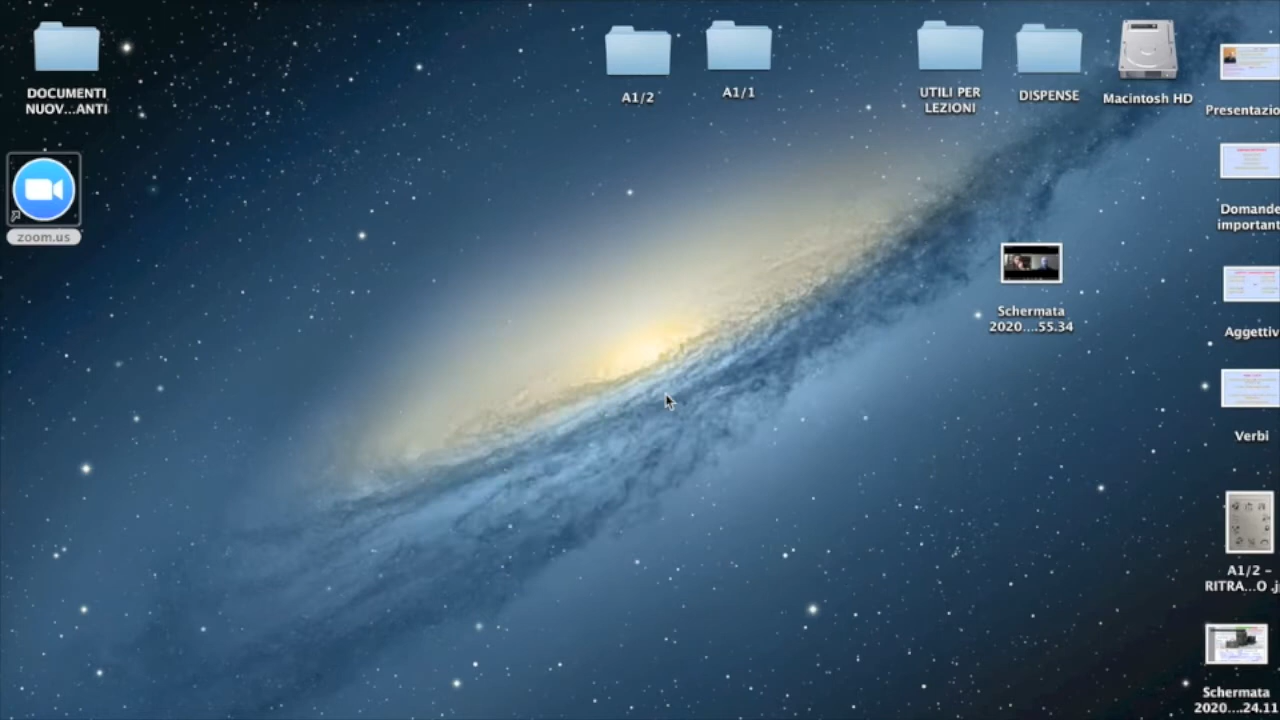 DOCUMENTI
NUOV...ANTI
A1/2
A1/1
UTILI PER
LEZIONI
DISPENSE
Macintosh HD
Presentazio
zoom.us
Domande
important
Schermata
2020....55.34
Aggettiv
Verbi
A1/2 -
RITRA...O .j
Schermata
2020....24.11